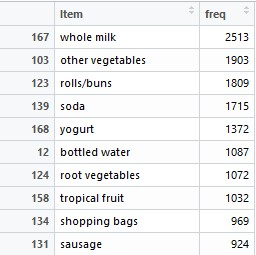 Item freq
167 whole milk 2513
103 other vegetables 1903
123 rolls/buns 1809
139 soda 1715
168 yogurt 1372
12 bottled water 1087
124 root vegetables 1072
158 tropical fruit 1032
134 shopping bags 969
131 sausage 924